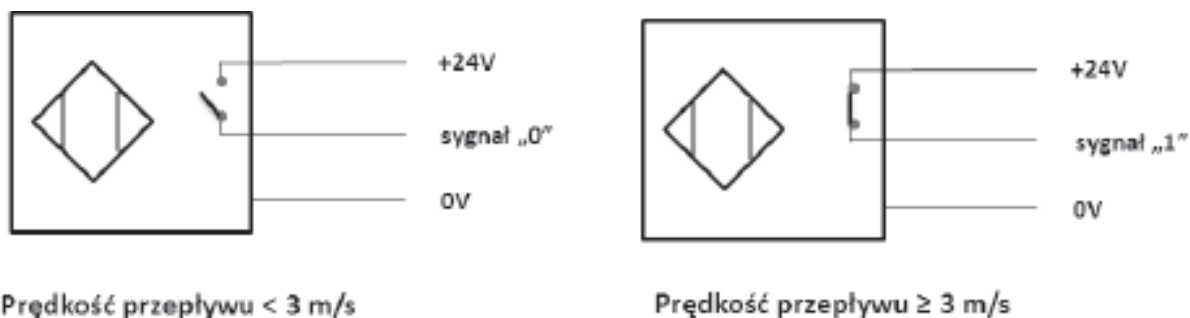 +24V
sygnał „0”
0V
Prędkość przepływu < 3 m/s
+24V
sygnał „1”
0V
Prędkość przepływu ≥ 3 m/s